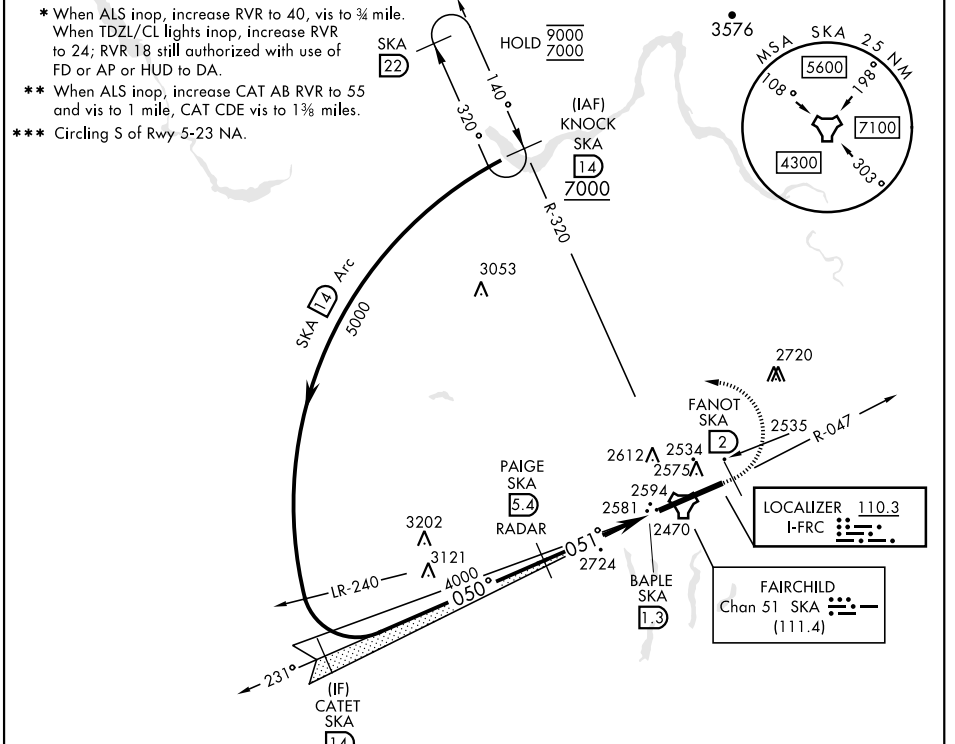 * When ALS inop, increase RVR to 40, vis to ¾ mile.
When TDZL/CL lights inop, increase RVR
to 24; RVR 18 still authorized with use of
FD or AP or HUD to DA.
** When ALS inop, increase CAT AB RVR to 55
and vis to 1 mile, CAT CDE vis to 1⅜ miles.
*** Circling S of Rwy 5-23 NA.
SKA
22
HOLD 9000
7000
140°
320°
(IAF)
KNOCK
SKA
14
7000
3576
MSA SKA 25 NM
5600
108°
198°
7100
4300
303°
R-320
SKA 14 Arc
5000
3053
2720
FANOT
SKA
2
2535
R-047
2612
2534
2575
2594
2581
2470
PAIGE
SKA
5.4
RADAR
LOCALIZER 110.3
I-FRC
3202
3121
LR-240
4000
050°
051°
2724
BAPLE
SKA
1.3
FAIRCHILD
Chan 51 SKA
(111.4)
231°
(IF)
CATET
SKA
14